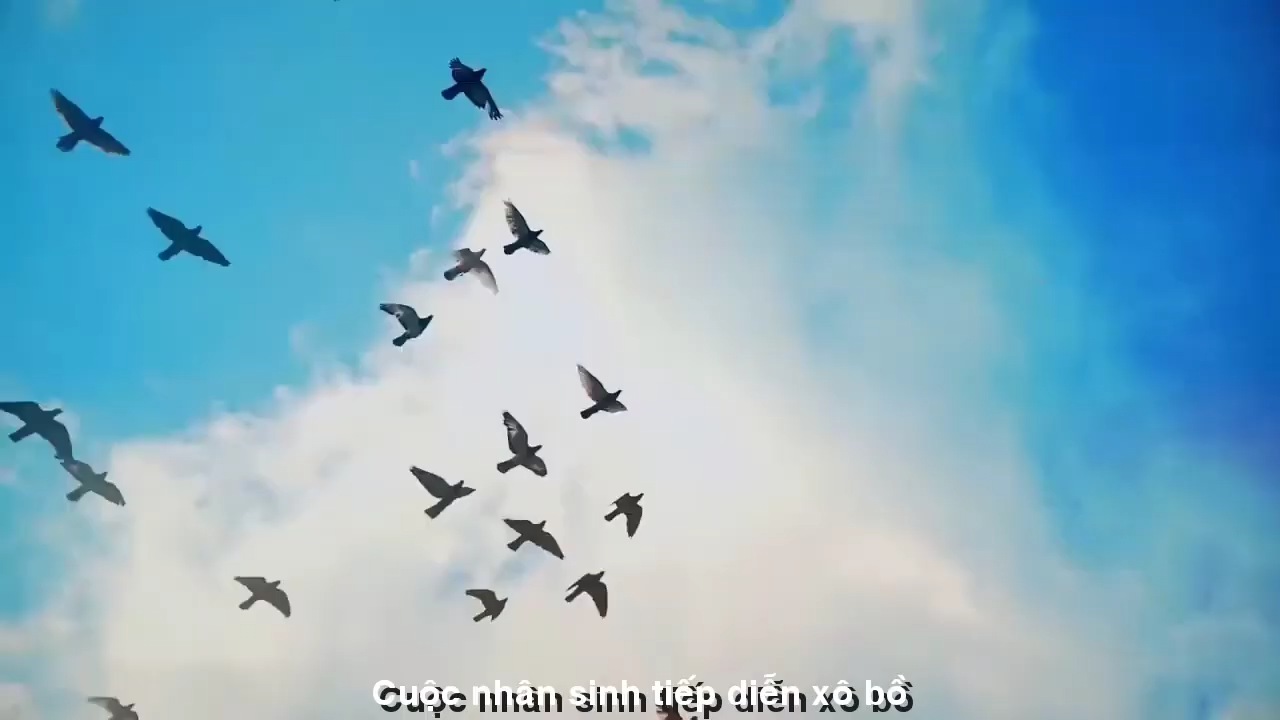 Cuộc nhân sinh tiếp diễn xô bồ